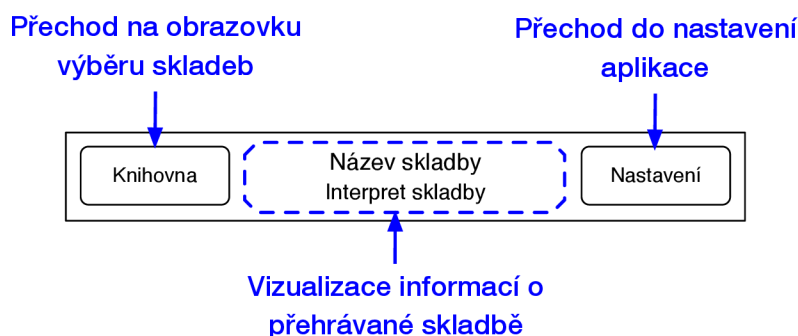 Přechod na obrazovku
výběru skladeb
Přechod do nastavení
aplikace
Knihovna
Název skladby
Interpret skladby
Nastavení
Vizualizace informací o
přehrávané skladbě